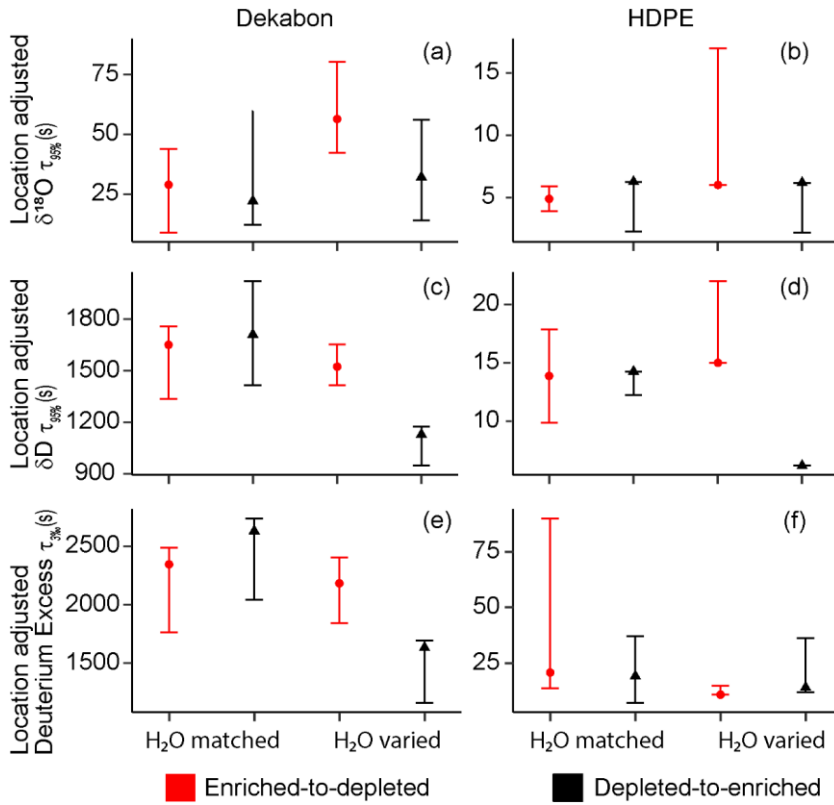 Dekabon
HDPE
Location adjusted
δ¹⁸O τ₉₅%(s)
75
50
25
(a)
15
10
5
(b)
Location adjusted
δD τ₉₅%(s)
1800
1500
1200
900
(c)
20
15
10
(d)
Location adjusted
Deuterium Excess τ₃‰(s)
2500
2000
1500
(e)
75
50
25
(f)
H₂O matched
H₂O varied
H₂O matched
H₂O varied
Enriched-to-depleted
Depleted-to-enriched